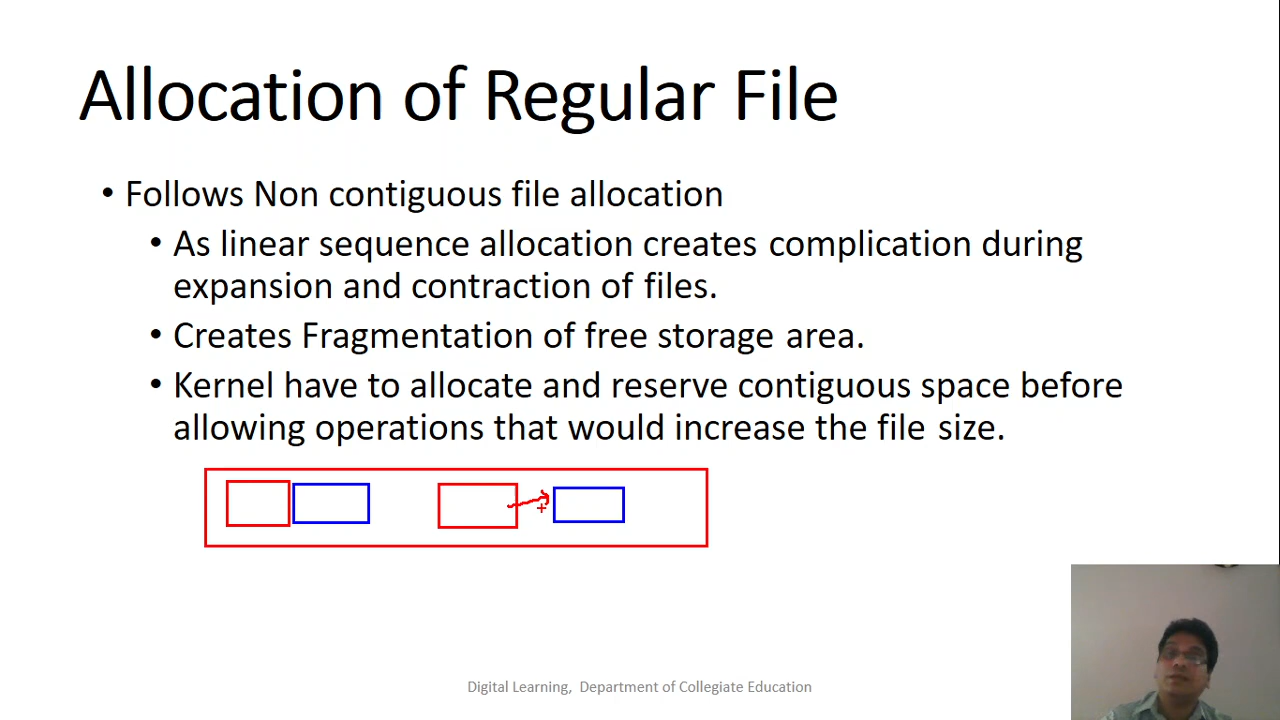 Allocation of Regular File
• Follows Non contiguous file allocation
• As linear sequence allocation creates complication during
expansion and contraction of files.
• Creates Fragmentation of free storage area.
• Kernel have to allocate and reserve contiguous space before
allowing operations that would increase the file size.
Digital Learning, Department of Collegiate Education